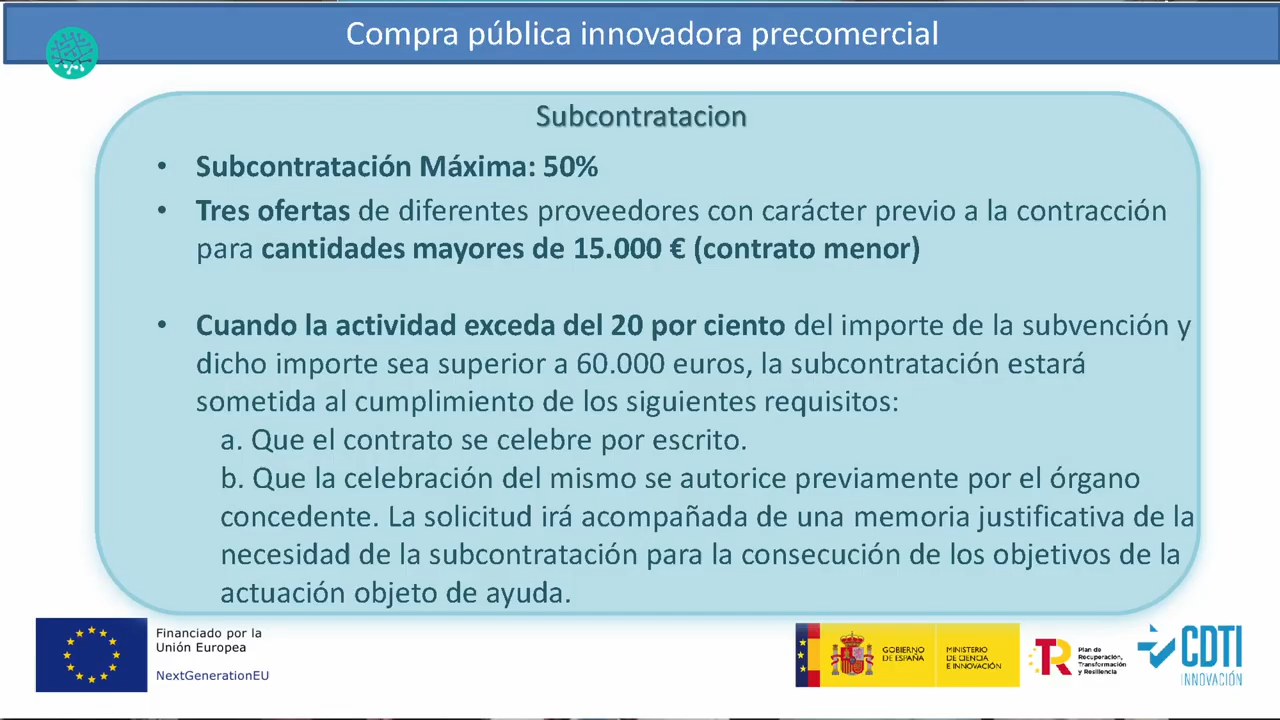 Compra pública innovadora precomercial
Subcontratacion
• Subcontratación Máxima: 50%
• Tres ofertas de diferentes proveedores con carácter previo a la contracción
para cantidades mayores de 15.000 € (contrato menor)
• Cuando la actividad exceda del 20 por ciento del importe de la subvención y
dicho importe sea superior a 60.000 euros, la subcontratación estará
sometida al cumplimiento de los siguientes requisitos:
a. Que el contrato se celebre por escrito.
b. Que la celebración del mismo se autorice previamente por el órgano
concedente. La solicitud irá acompañada de una memoria justificativa de la
necesidad de la subcontratación para la consecución de los objetivos de la
actuación objeto de ayuda.
Financiado por la
Unión Europea
NextGenerationEU
GOBIERNO
DE ESPAÑA
MINISTERIO
DE CIENCIA
E INNOVACIÓN
TR
Plan de
Recuperación,
Transformación
y Resiliencia
CDTI
INNOVACIÓN